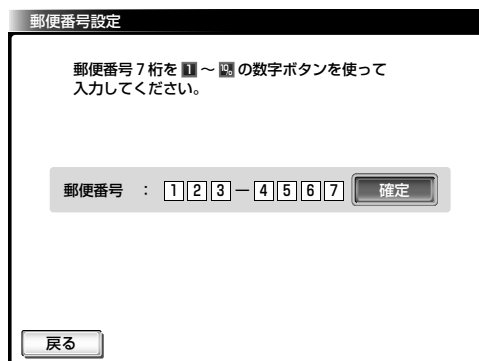 郵便番号設定
郵便番号7桁を 1 ～ 10 の数字ボタンを使って
入力してください。
郵便番号 ： 1 2 3 ー 4 5 6 7 確定
戻る